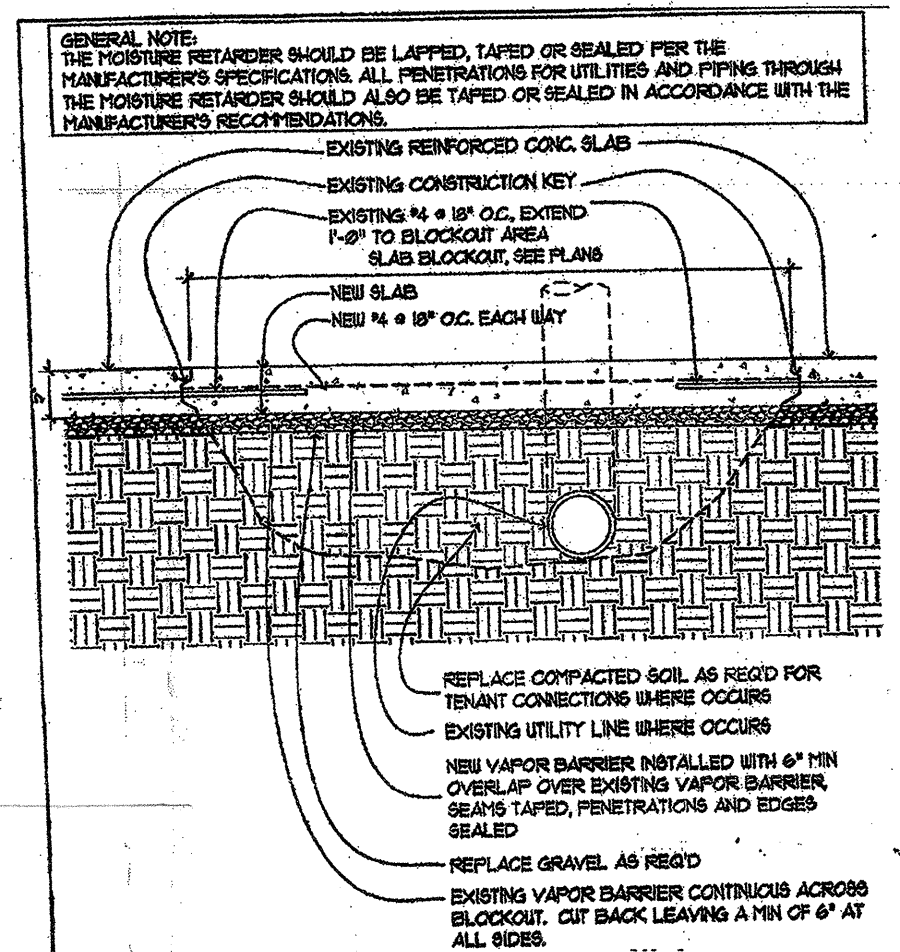 GENERAL NOTE:
THE MOISTURE RETARDER SHOULD BE LAPPED, TAPED OR SEALED PER THE
MANUFACTURER'S SPECIFICATIONS. ALL PENETRATIONS FOR UTILITIES AND PIPING THROUGH
THE MOISTURE RETARDER SHOULD ALSO BE TAPED OR SEALED IN ACCORDANCE WITH THE
MANUFACTURER'S RECOMMENDATIONS.
EXISTING REINFORCED CONC. SLAB
EXISTING CONSTRUCTION KEY
EXISTING #4 @ 18" O.C., EXTEND
1'-0" TO BLOCKOUT AREA
SLAB BLOCKOUT, SEE PLANS
NEW SLAB
NEW #4 @ 18" O.C. EACH WAY
REPLACE COMPACTED SOIL AS REQ'D FOR
TENANT CONNECTIONS WHERE OCCURS
EXISTING UTILITY LINE WHERE OCCURS
NEW VAPOR BARRIER INSTALLED WITH 6" MIN
OVERLAP OVER EXISTING VAPOR BARRIER,
SEAMS TAPED, PENETRATIONS AND EDGES
SEALED
REPLACE GRAVEL AS REQ'D
EXISTING VAPOR BARRIER CONTINUOUS ACROSS
BLOCKOUT. CUT BACK LEAVING A MIN OF 6" AT
ALL SIDES.